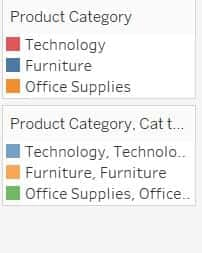 Product Category
Technology
Furniture
Office Supplies
Product Category, Cat t...
Technology, Technolo..
Furniture, Furniture
Office Supplies, Office..